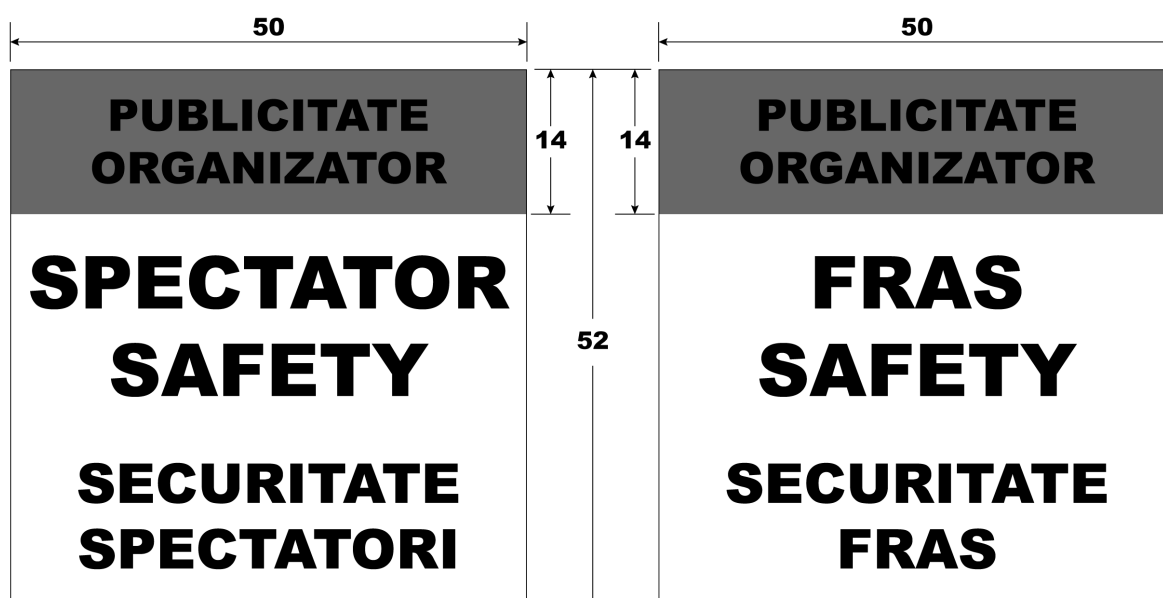 50
50
PUBLICITATE
ORGANIZATOR
14
14
PUBLICITATE
ORGANIZATOR
SPECTATOR
SAFETY
52
FRAS
SAFETY
SECURITATE
SPECTATORI
SECURITATE
FRAS